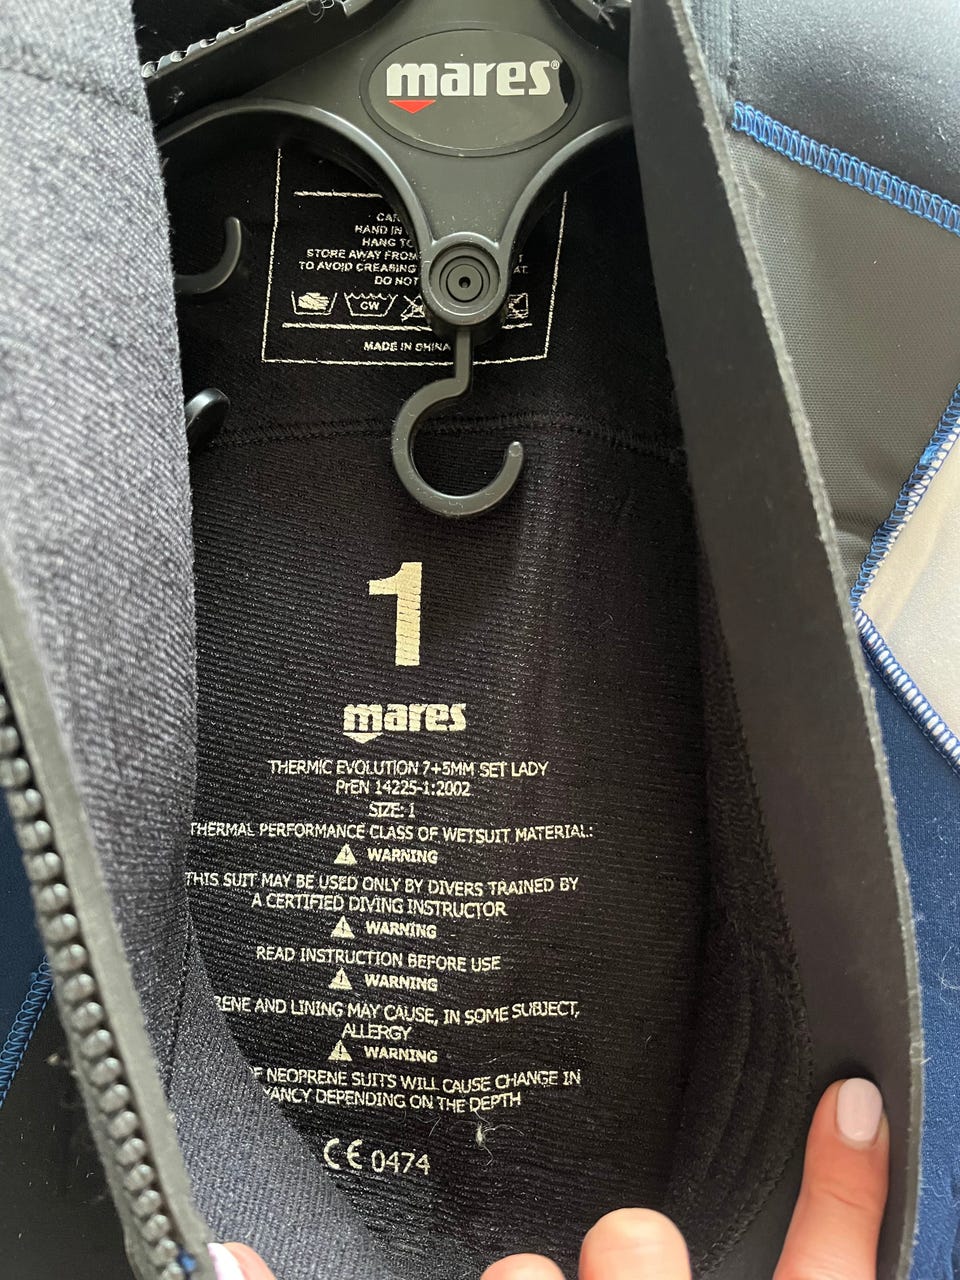 mares®
HAND IN
HANG TO
STORE AWAY FROM
TO AVOID CREASING
DO NOT
CW
MADE IN CHINA
1
mares
THERMIC EVOLUTION 7+5MM SET LADY
PrEN 14225-1:2002
SIZE: 1
THERMAL PERFORMANCE CLASS OF WETSUIT MATERIAL:
WARNING
THIS SUIT MAY BE USED ONLY BY DIVERS TRAINED BY
A CERTIFIED DIVING INSTRUCTOR
WARNING
READ INSTRUCTION BEFORE USE
WARNING
AND LINING MAY CAUSE, IN SOME SUBJECT,
ALLERGY
WARNING
NEOPRENE SUITS WILL CAUSE CHANGE IN
DEPENDING ON THE DEPTH
CE 0474